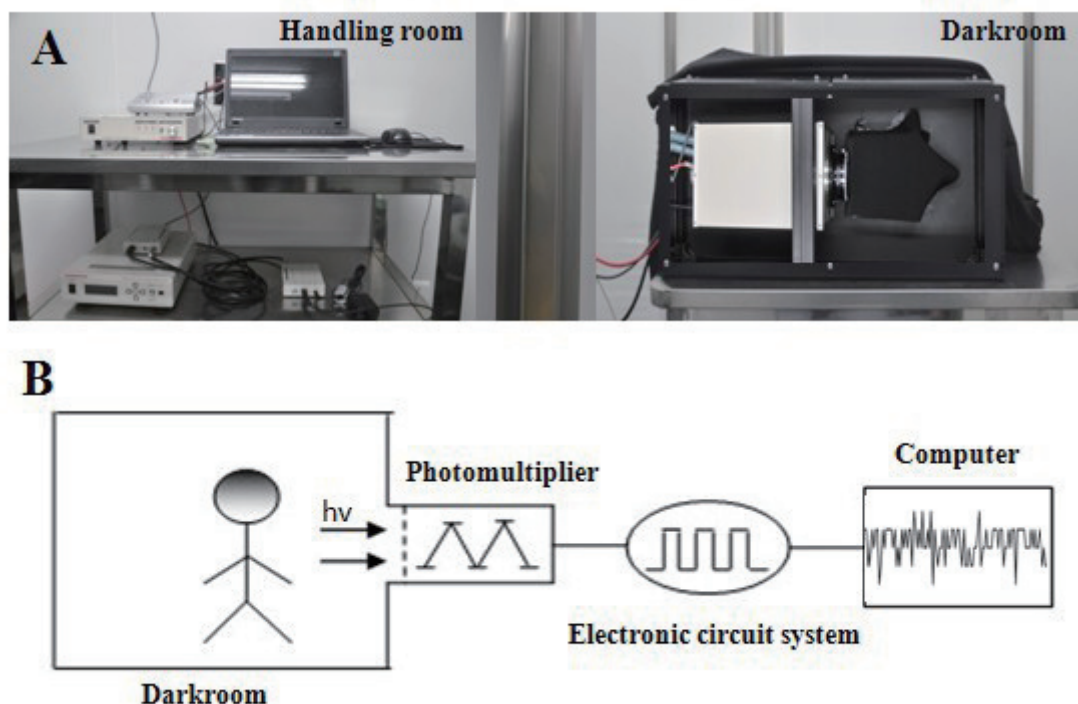 A
Handling room
Darkroom
B
Photomultiplier
Computer
hv
Electronic circuit system
Darkroom